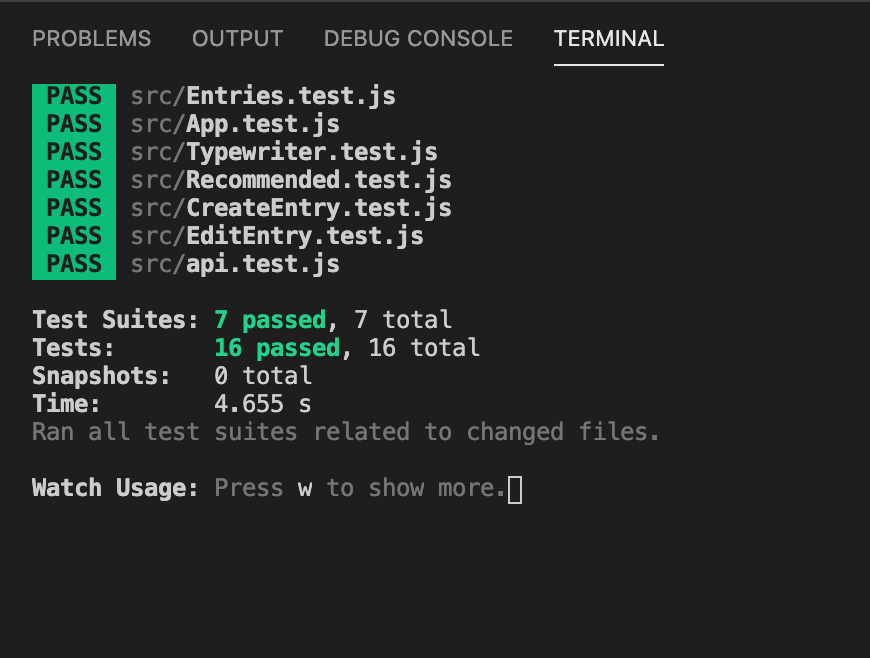 PROBLEMS OUTPUT DEBUG CONSOLE TERMINAL
PASS src/Entries.test.js
PASS src/App.test.js
PASS src/Typewriter.test.js
PASS src/Recommended.test.js
PASS src/CreateEntry.test.js
PASS src/EditEntry.test.js
PASS src/api.test.js
Test Suites: 7 passed, 7 total
Tests: 16 passed, 16 total
Snapshots: 0 total
Time: 4.655 s
Ran all test suites related to changed files.
Watch Usage: Press w to show more.